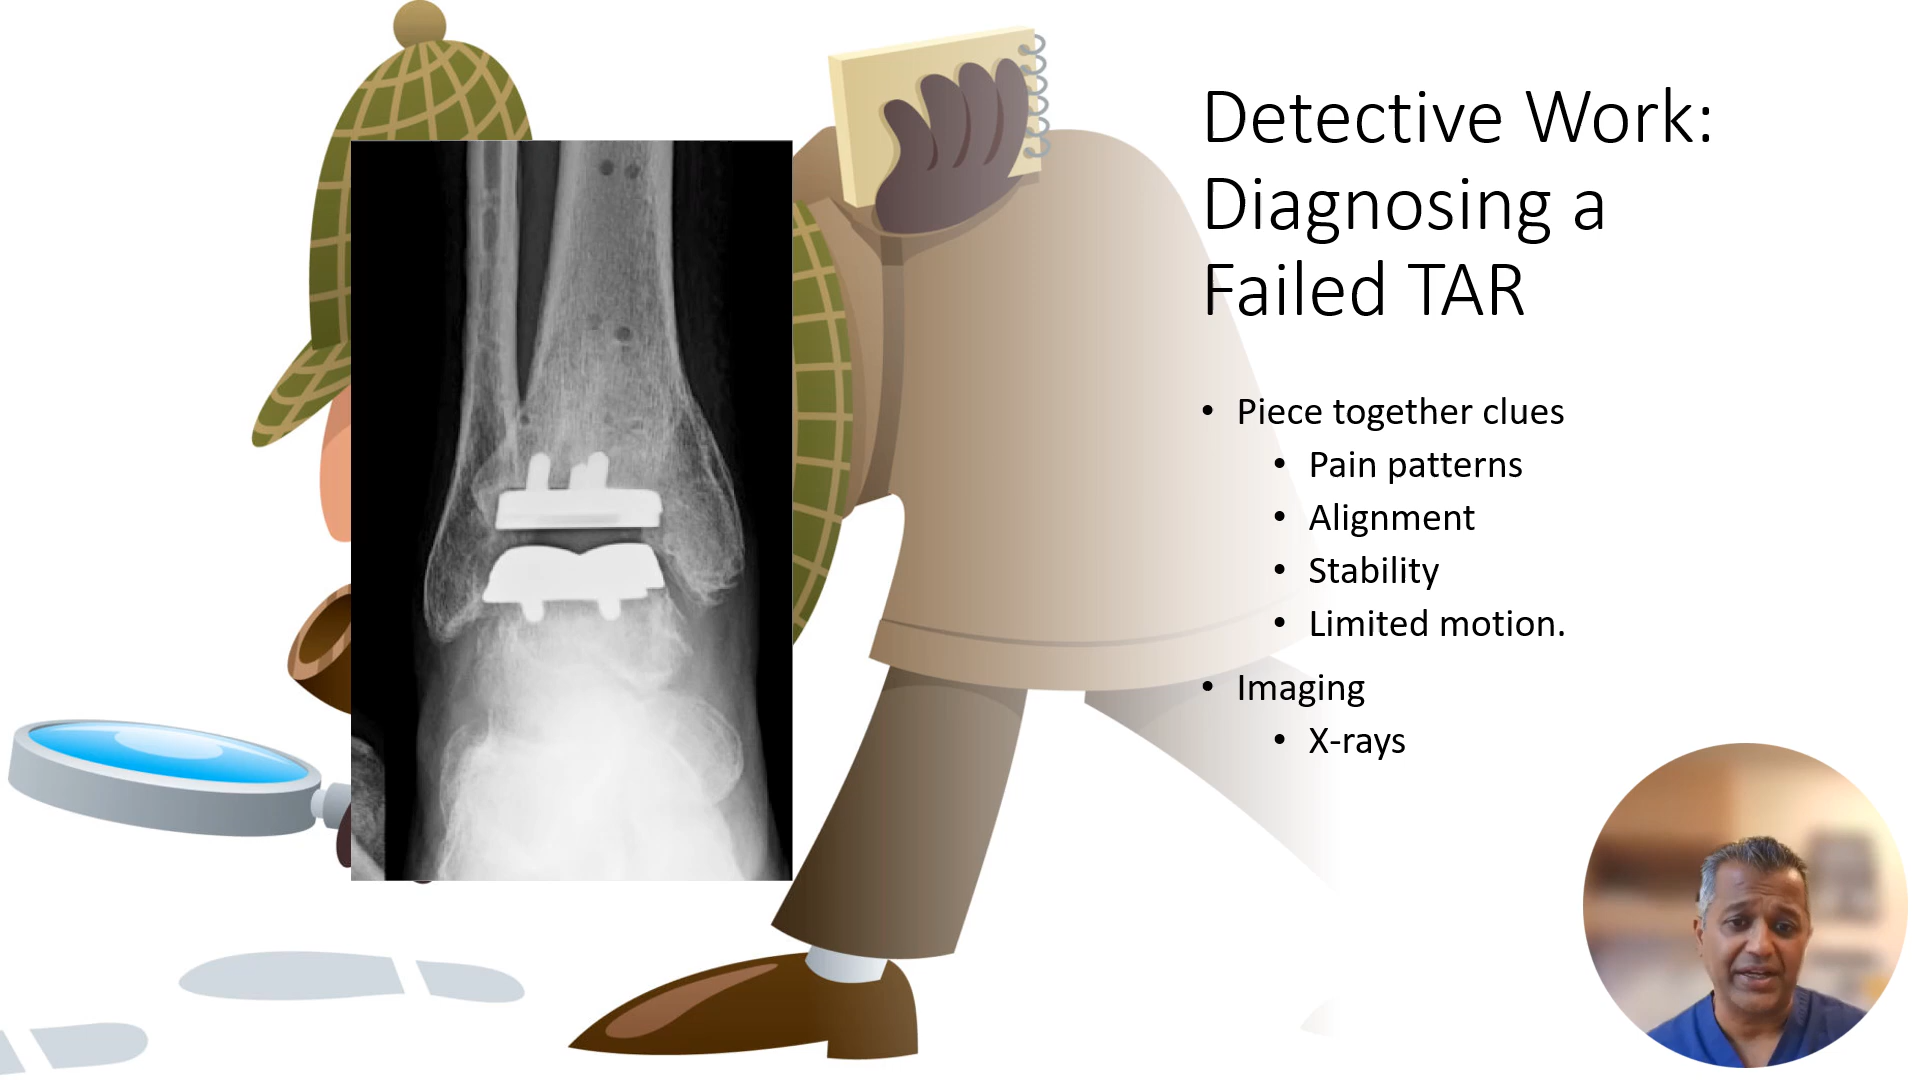 Detective Work:
Diagnosing a
Failed TAR
• Piece together clues
• Pain patterns
• Alignment
• Stability
• Limited motion.
• Imaging
• X-rays